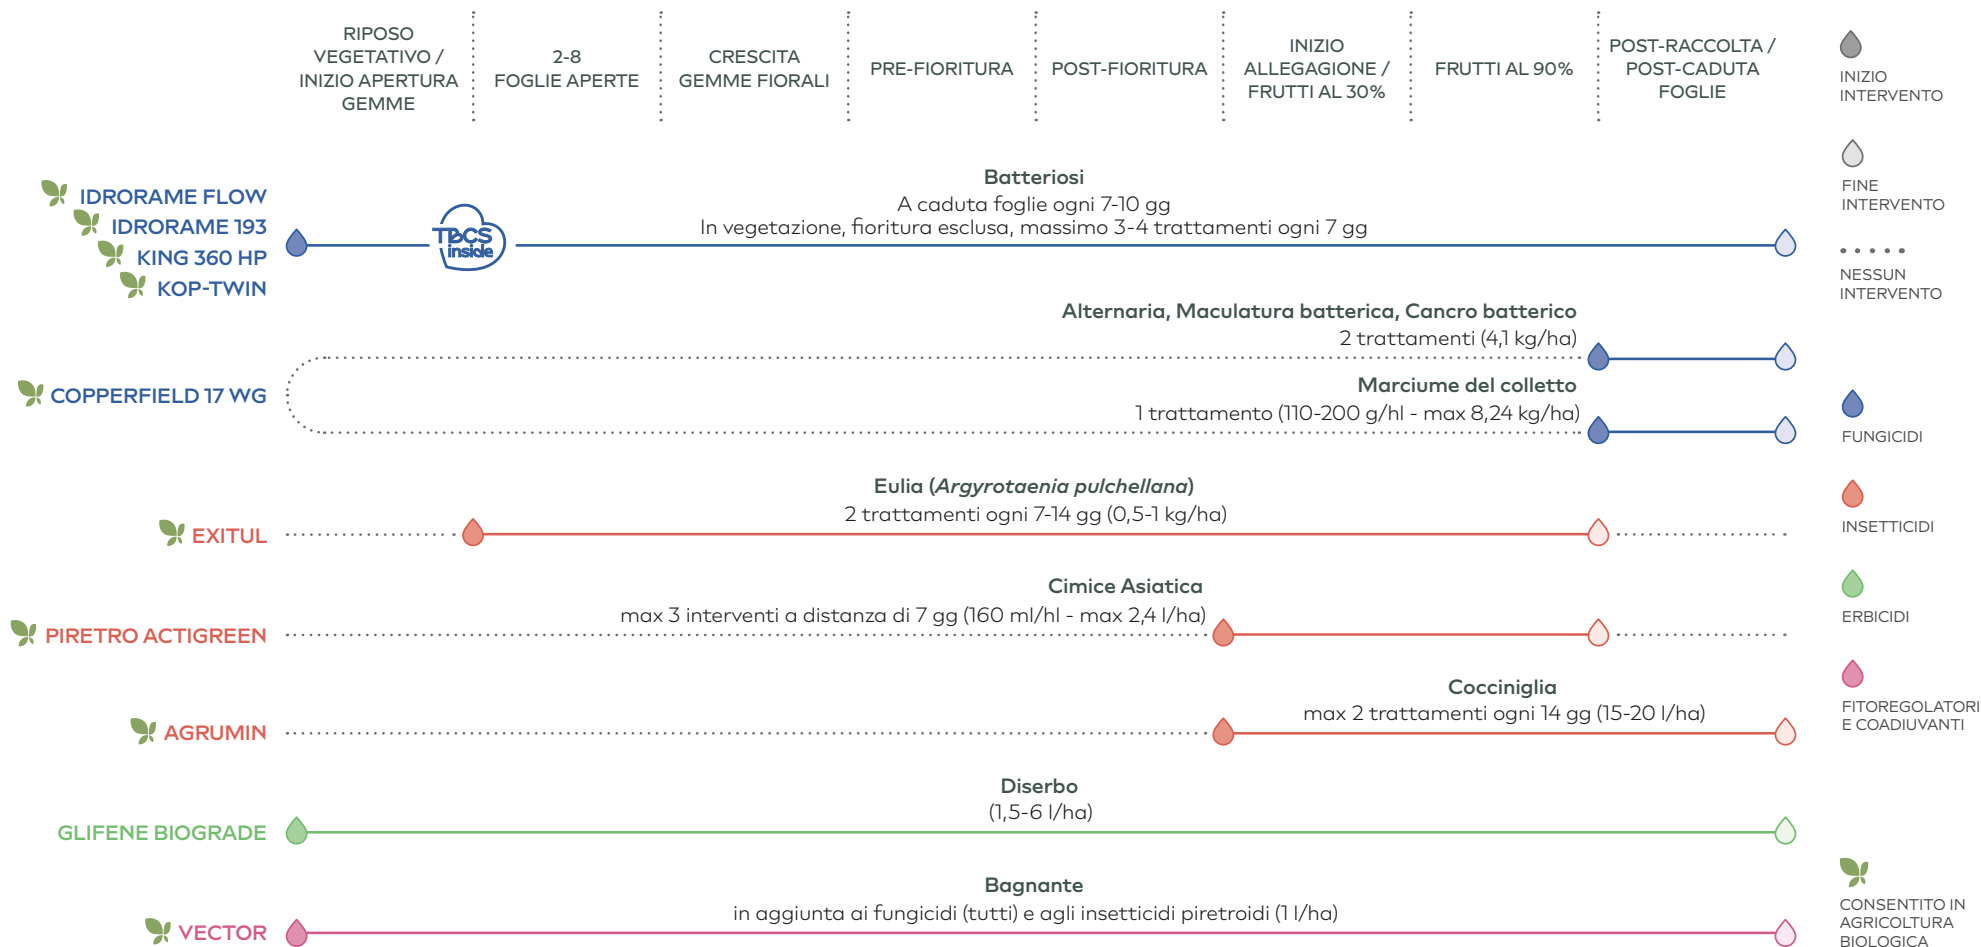 RIPOSO
VEGETATIVO /
INIZIO APERTURA
GEMME
2-8
FOGLIE APERTE
CRESCITA
GEMME FIORALI
PRE-FIORITURA
POST-FIORITURA
INIZIO
ALLEGAGIONE /
FRUTTI AL 30%
FRUTTI AL 90%
POST-RACCOLTA /
POST-CADUTA
FOGLIE
INIZIO
INTERVENTO
FINE
INTERVENTO
NESSUN
INTERVENTO
IDRORAME FLOW
IDRORAME 193
KING 360 HP
KOP-TWIN
TBCS
inside
Batteriosi
A caduta foglie ogni 7-10 gg
In vegetazione, fioritura esclusa, massimo 3-4 trattamenti ogni 7 gg
COPPERFIELD 17 WG
Alternaria, Maculatura batterica, Cancro batterico
2 trattamenti (4,1 kg/ha)
Marciume del colletto
1 trattamento (110-200 g/hl - max 8,24 kg/ha)
FUNGICIDI
EXITUL
Eulia (Argyrotaenia pulchellana)
2 trattamenti ogni 7-14 gg (0,5-1 kg/ha)
INSETTICIDI
PIRETRO ACTIGREEN
Cimice Asiatica
max 3 interventi a distanza di 7 gg (160 ml/hl - max 2,4 l/ha)
ERBICIDI
AGRUMIN
Cocciniglia
max 2 trattamenti ogni 14 gg (15-20 l/ha)
FITOREGOLATORI
E COADIUVANTI
GLIFENE BIOGRADE
Diserbo
(1,5-6 l/ha)
VECTOR
Bagnante
in aggiunta ai fungicidi (tutti) e agli insetticidi piretroidi (1 l/ha)
CONSENTITO IN
AGRICOLTURA
BIOLOGICA